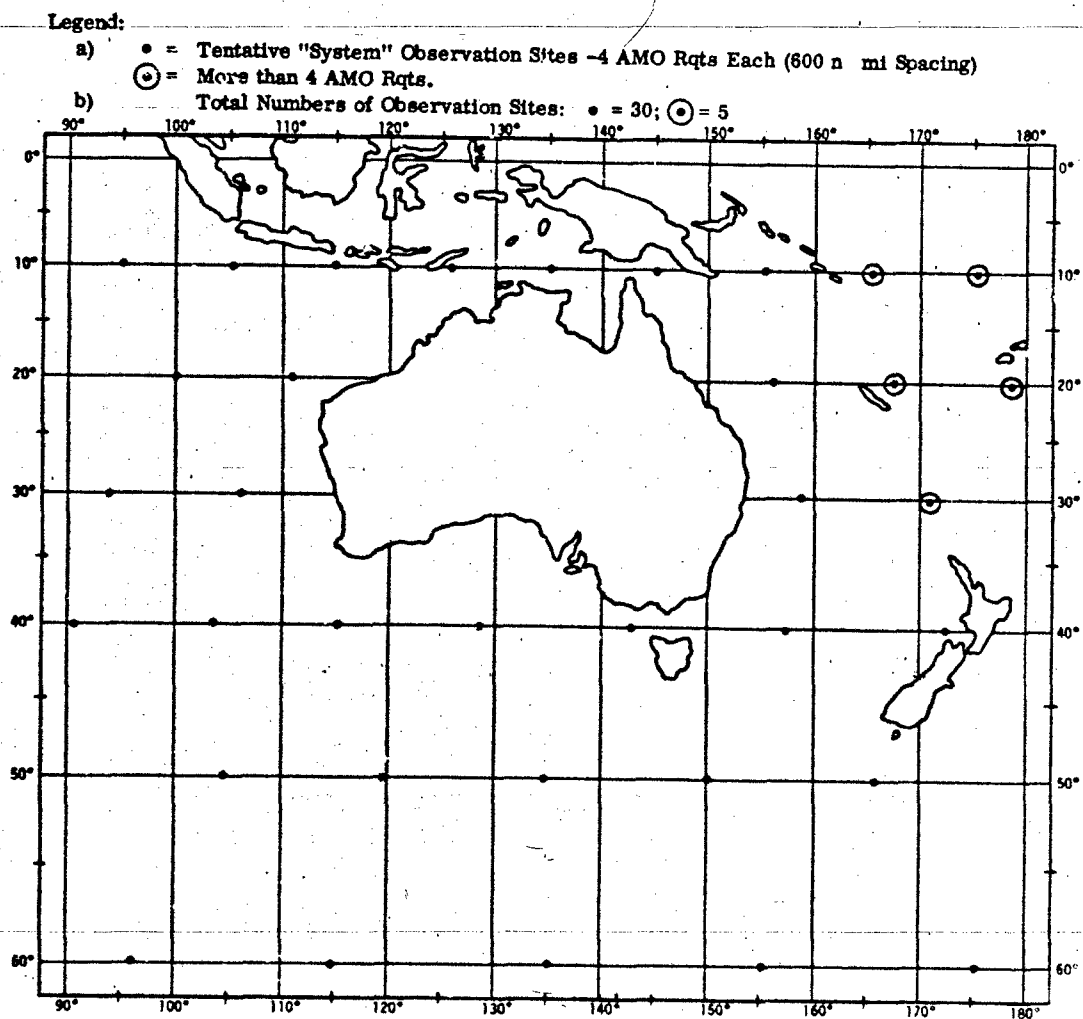 Legend:
a) • = Tentative "System" Observation Sites -4 AMO Rqts Each (600 n mi Spacing)
⊙ = More than 4 AMO Rqts.
b) Total Numbers of Observation Sites: • = 30; ⊙ = 5
90° 100° 110° 120° 130° 140° 150° 160° 170° 180°
0° 0°
10° 10°
20° 20°
30° 30°
40° 40°
50° 50°
60° 60°
90° 100° 110° 120° 130° 140° 150° 160° 170° 180°